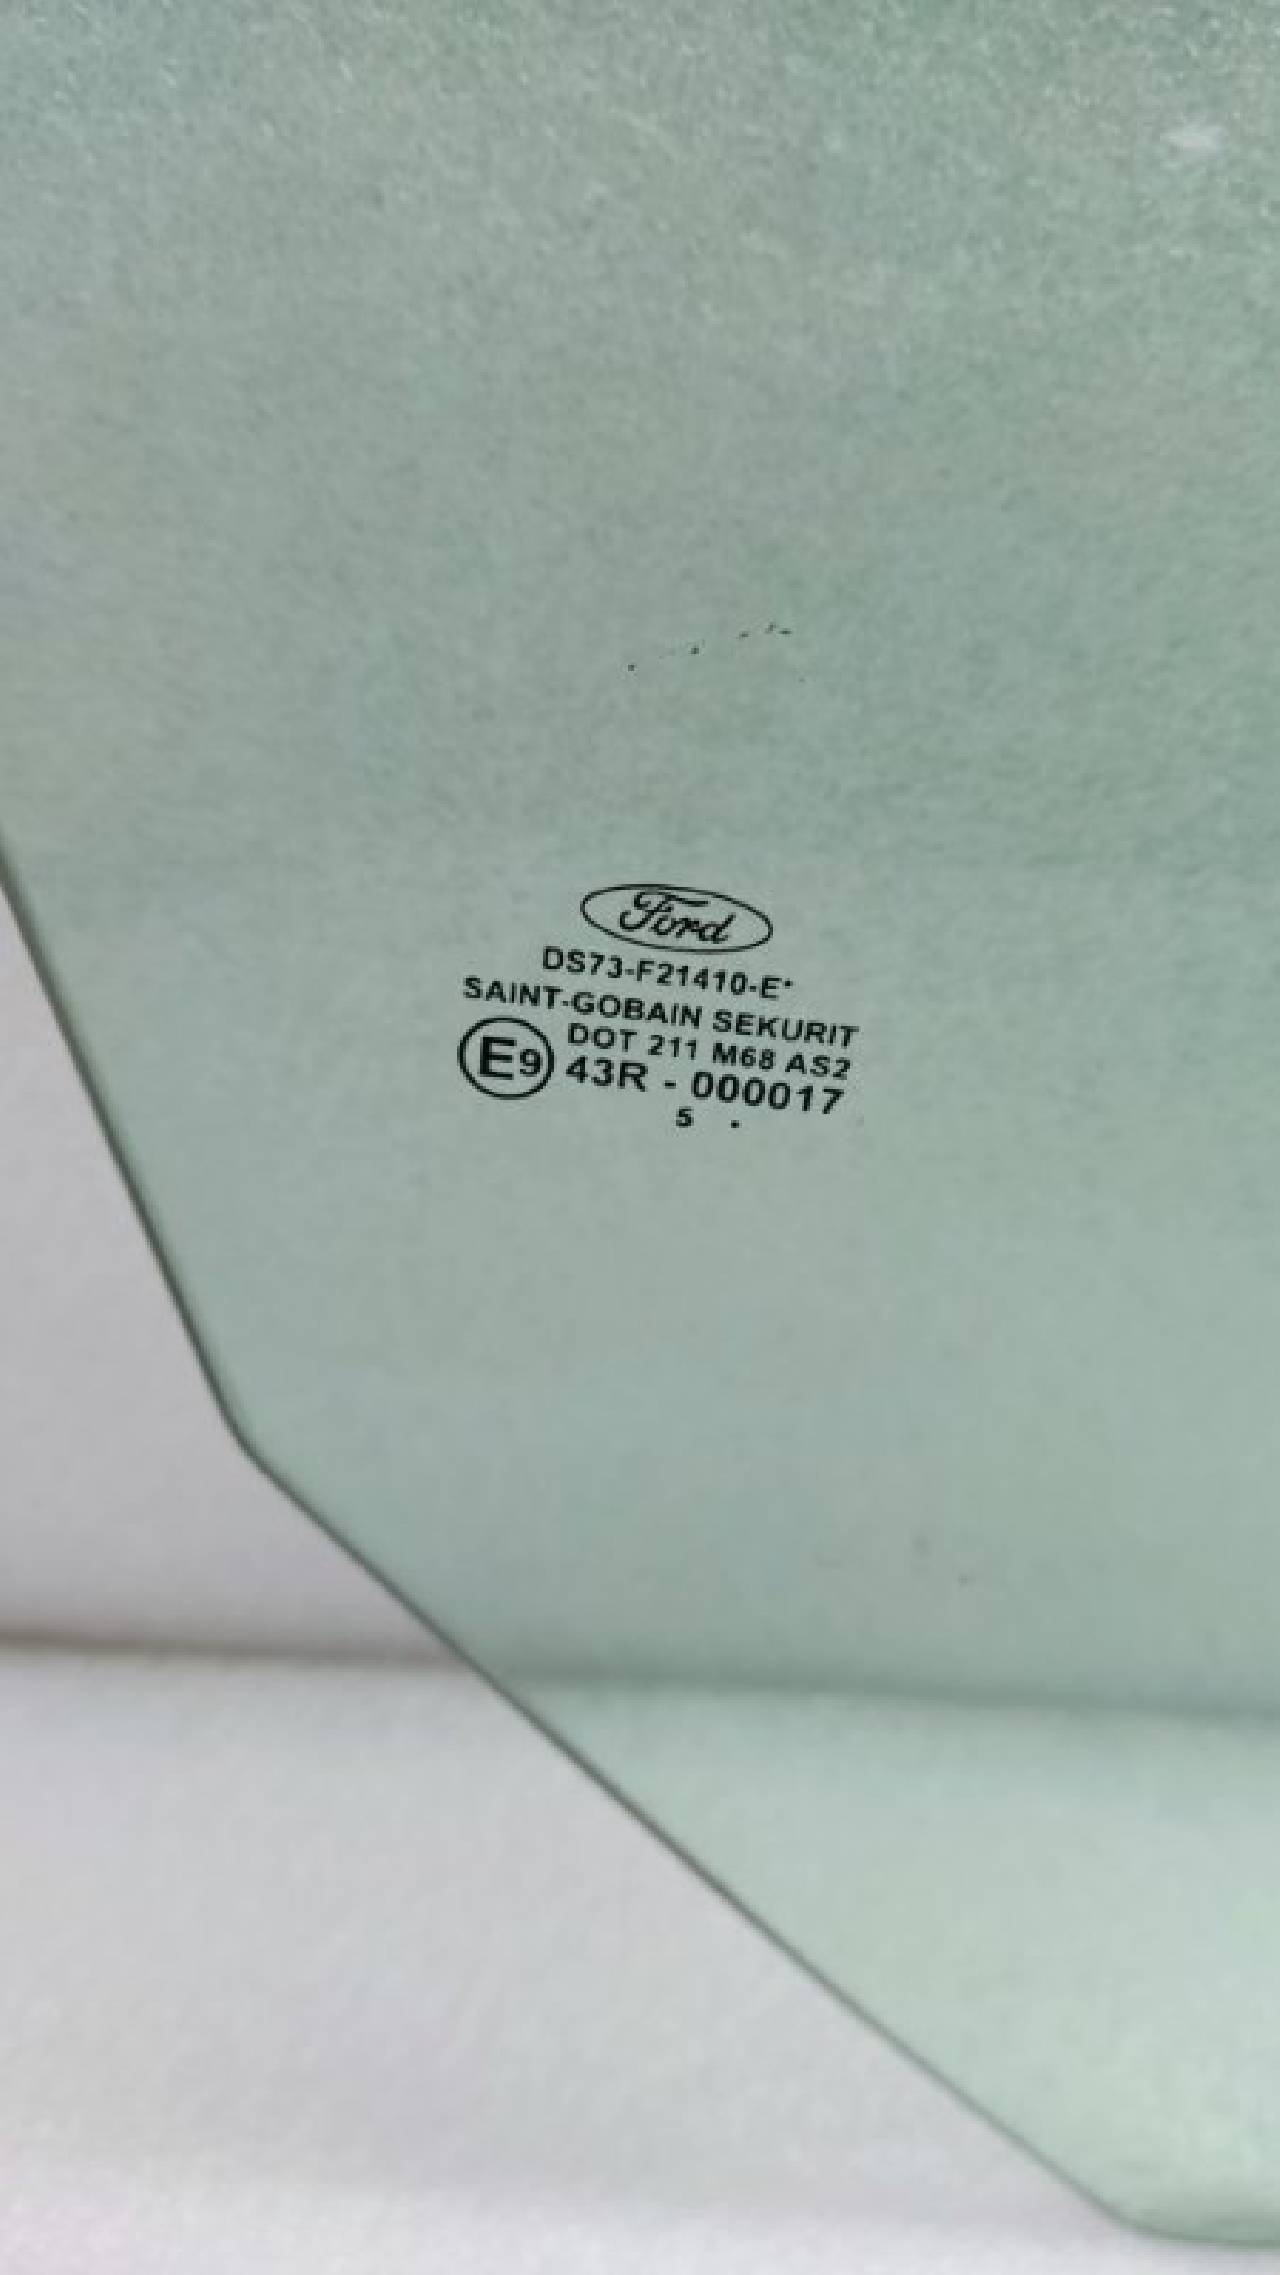 Ford
DS73-F21410-E*
SAINT-GOBAIN SEKURIT
DOT 211 M68 AS2
E9 43R - 000017
5 .